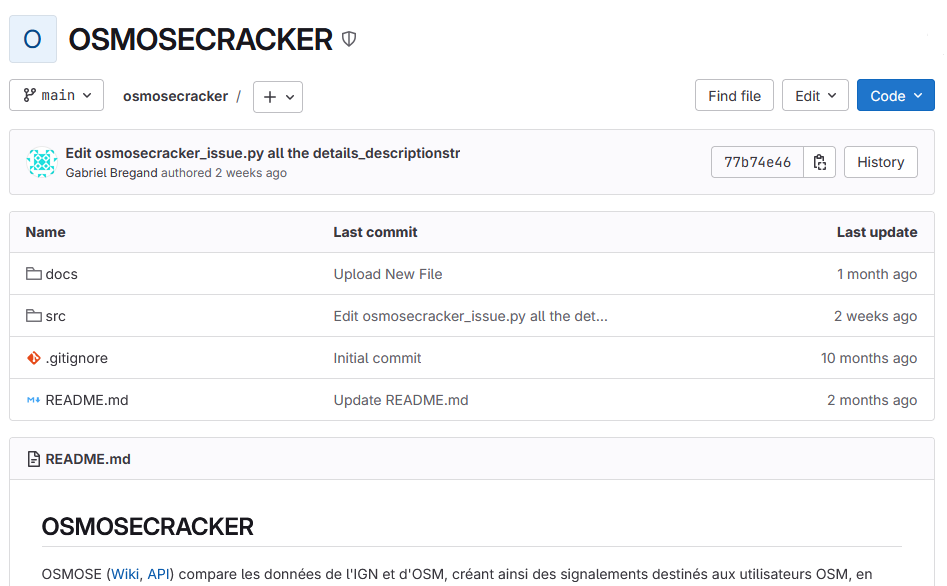 O OSMOSECRACKER
main osmosecracker / + Find file Edit Code
Edit osmosecracker_issue.py all the details_descriptionstr
Gabriel Bregand authored 2 weeks ago
77b74e46 History
Name Last commit Last update
docs Upload New File 1 month ago
src Edit osmosecracker_issue.py all the det... 2 weeks ago
.gitignore Initial commit 10 months ago
README.md Update README.md 2 months ago
README.md
OSMOSECRACKER
OSMOSE (Wiki, API) compare les données de l'IGN et d'OSM, créant ainsi des signalements destinés aux utilisateurs OSM, en